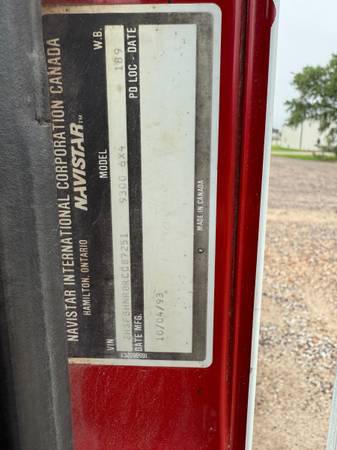 NAVISTAR INTERNATIONAL CORPORATION CANADA
HAMILTON, ONTARIO
NAVISTAR™
MODEL W.B.
9300 6X4 189
VIN PD LOC - DATE
DATE MFG.
10/04/93
MADE IN CANADA